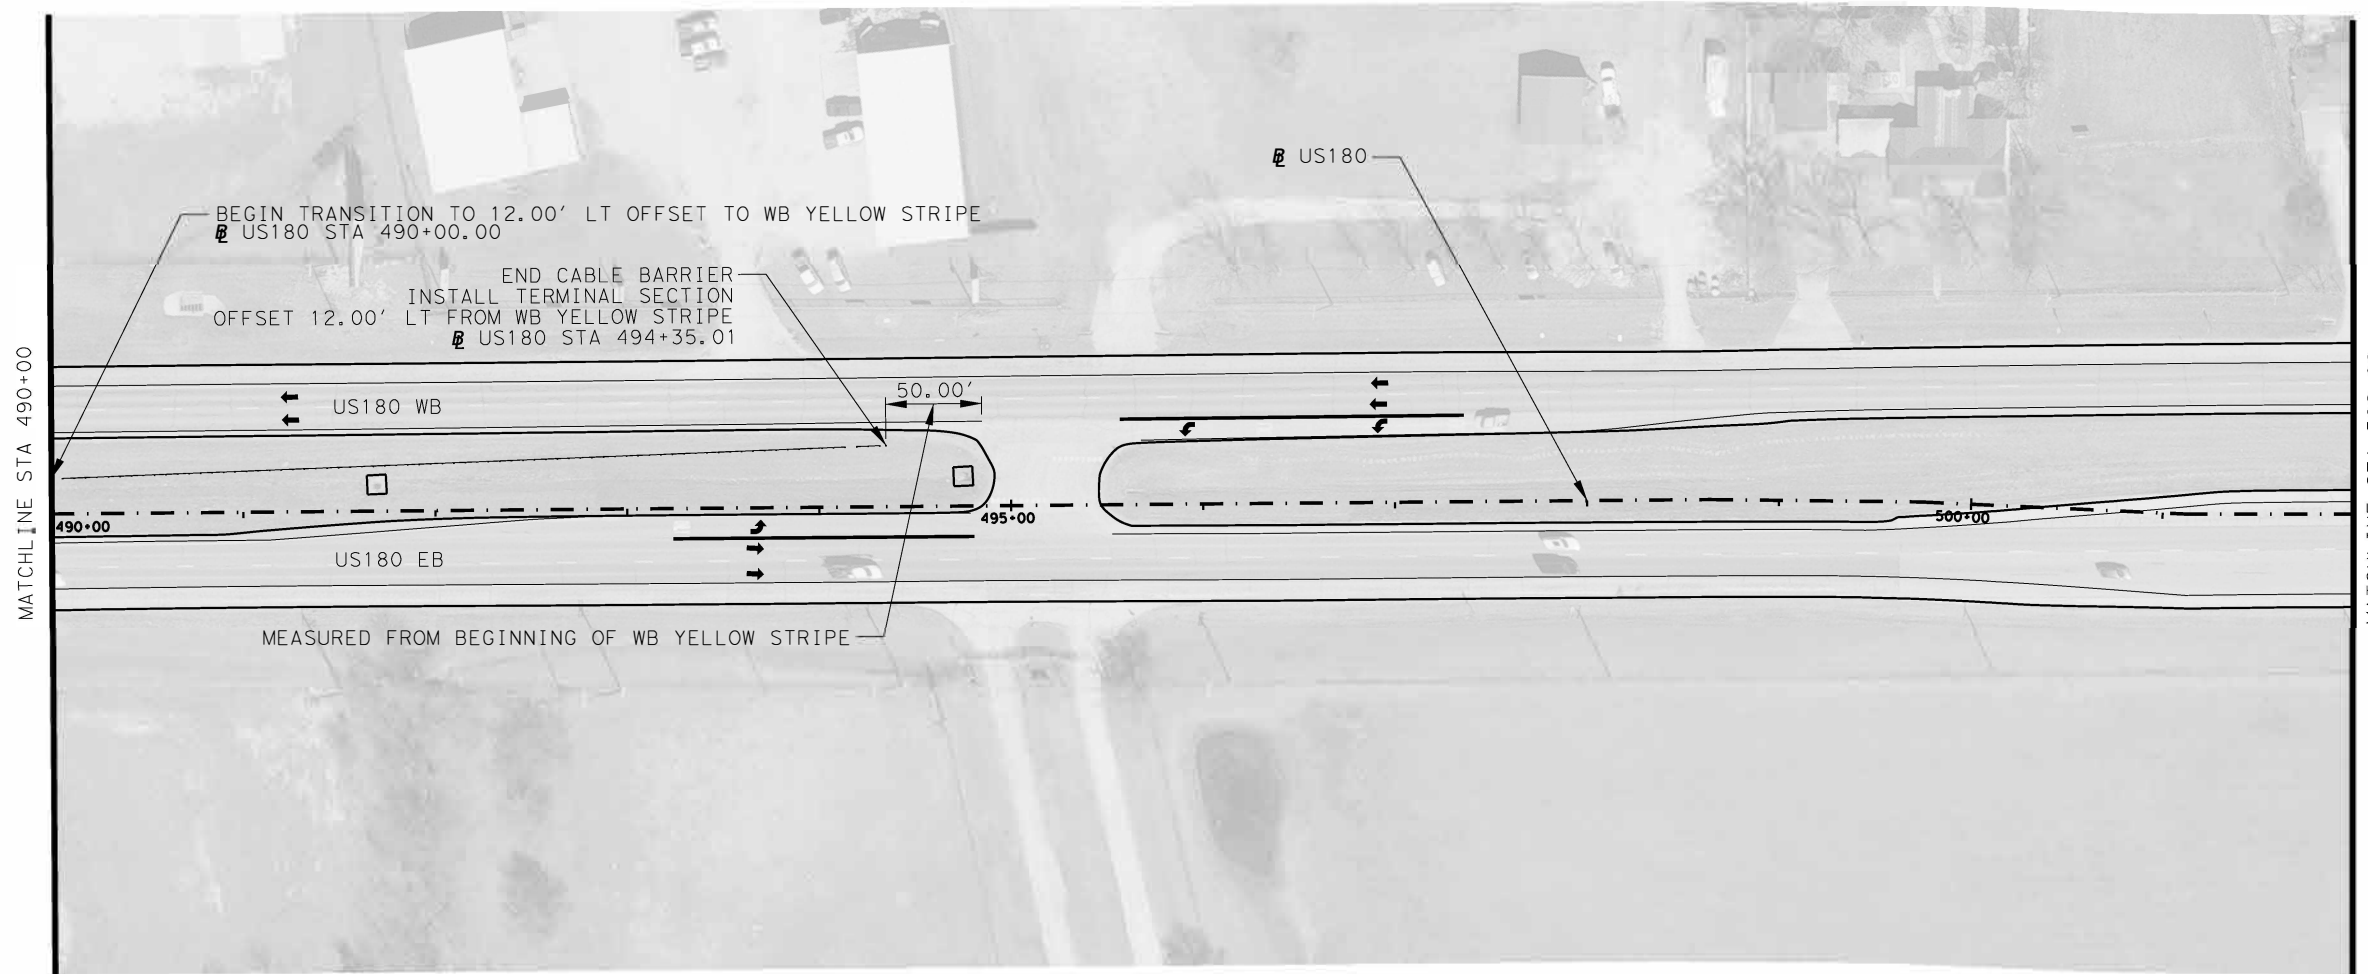 ℄ US180
BEGIN TRANSITION TO 12.00' LT OFFSET TO WB YELLOW STRIPE
℄ US180 STA 490+00.00
END CABLE BARRIER
INSTALL TERMINAL SECTION
OFFSET 12.00' LT FROM WB YELLOW STRIPE
℄ US180 STA 494+35.01
MATCHLINE STA 490+00
50.00'
US180 WB
490+00
495+00
500+00
US180 EB
MEASURED FROM BEGINNING OF WB YELLOW STRIPE